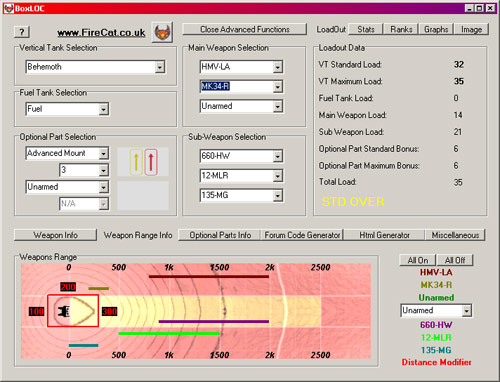 BoxLOC
?
www.FireCat.co.uk
Close Advanced Functions
LoadOut Stats Ranks Graphs Image
Vertical Tank Selection
Behemoth
Fuel Tank Selection
Fuel
Optional Part Selection
Advanced Mount
3
Unarmed
N/A
Main Weapon Selection
HMV-LA
MK34-R
Unarmed
Sub-Weapon Selection
660-HW
12-MLR
135-MG
Loadout Data
VT Standard Load: 32
VT Maximum Load: 35
Fuel Tank Load: 0
Main Weapon Load: 14
Sub Weapon Load: 21
Optional Part Standard Bonus: 6
Optional Part Maximum Bonus: 6
Total Load: 35
STD OVER
Weapon Info Weapon Range Info Optional Parts Info Forum Code Generator Html Generator Miscellaneous
Weapons Range
0 500 1000 1500 2000 2500
200
100 300
0 500 1000 1500 2000 2500
All On All Off
HMV-LA
MK34-R
Unarmed
Unarmed
660-HW
12-MLR
135-MG
Distance Modifier